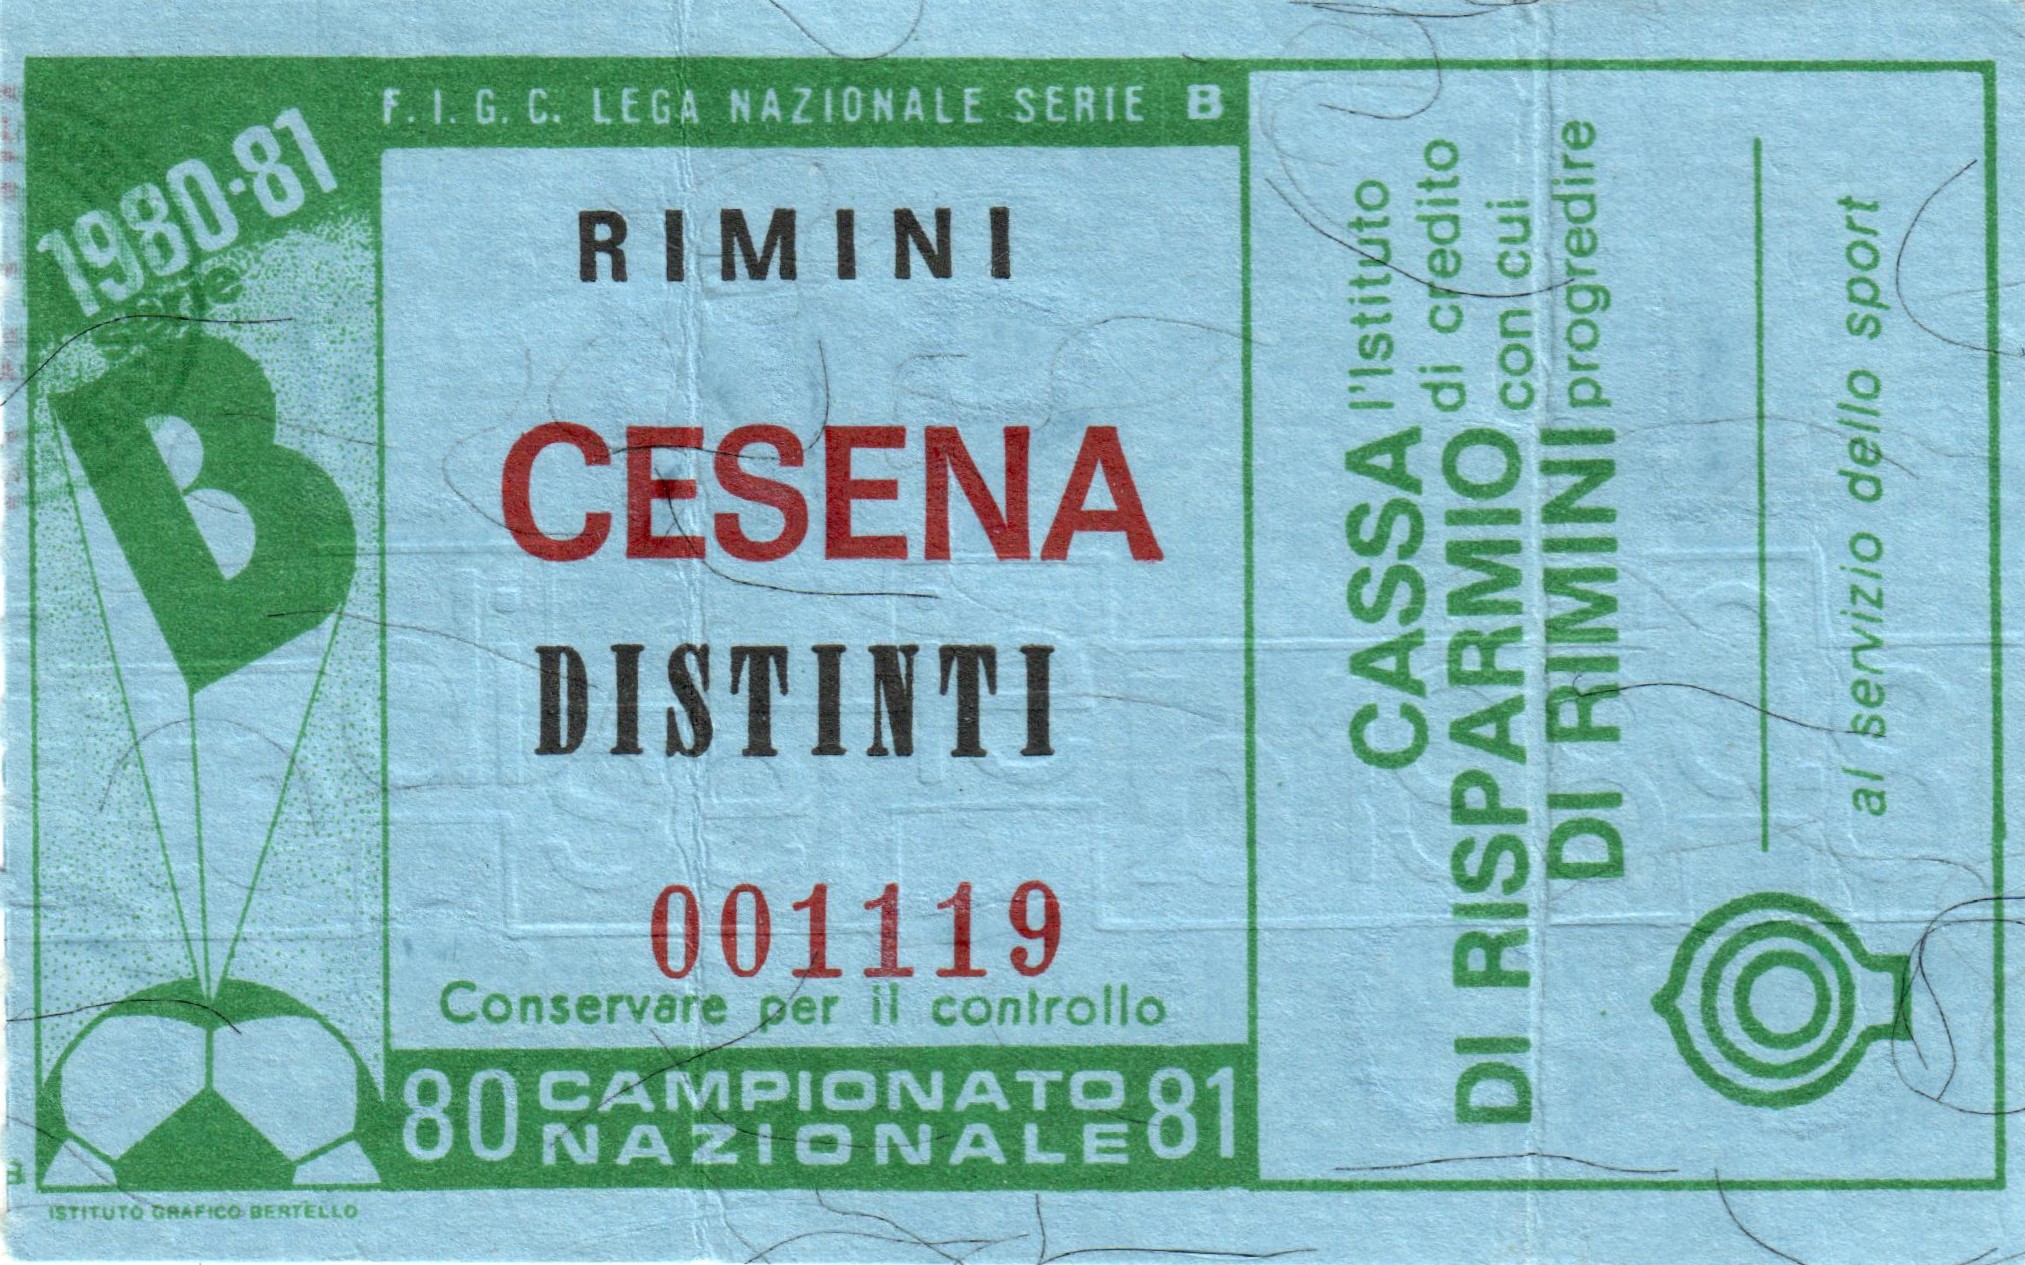 1980-81
Serie
B
F.I.G.C. LEGA NAZIONALE SERIE B
RIMINI
CESENA
DISTINTI
001119
Conservare per il controllo
80 CAMPIONATO NAZIONALE 81
ISTITUTO GRAFICO BERTELLO
CASSA l'Istituto
DI RISPARMIO di credito
con cui
DI RIMINI progredire
al servizio dello sport